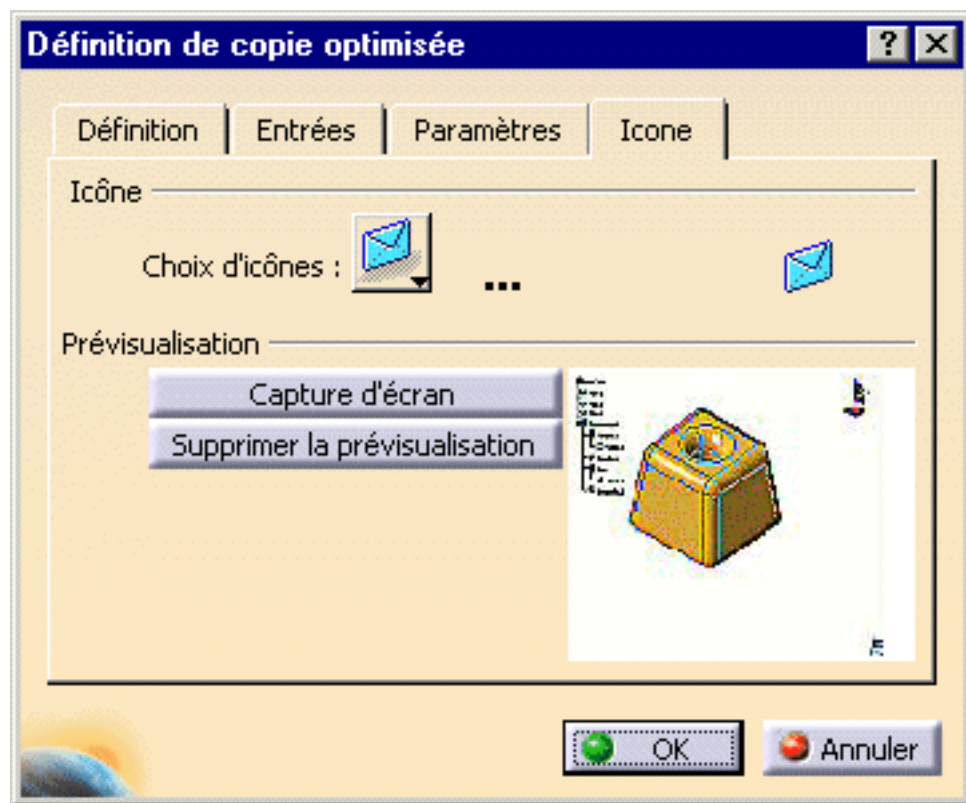 Définition de copie optimisée
Définition Entrées Paramètres Icone
Icône
Choix d'icônes : ...
Prévisualisation
Capture d'écran
Supprimer la prévisualisation
OK Annuler